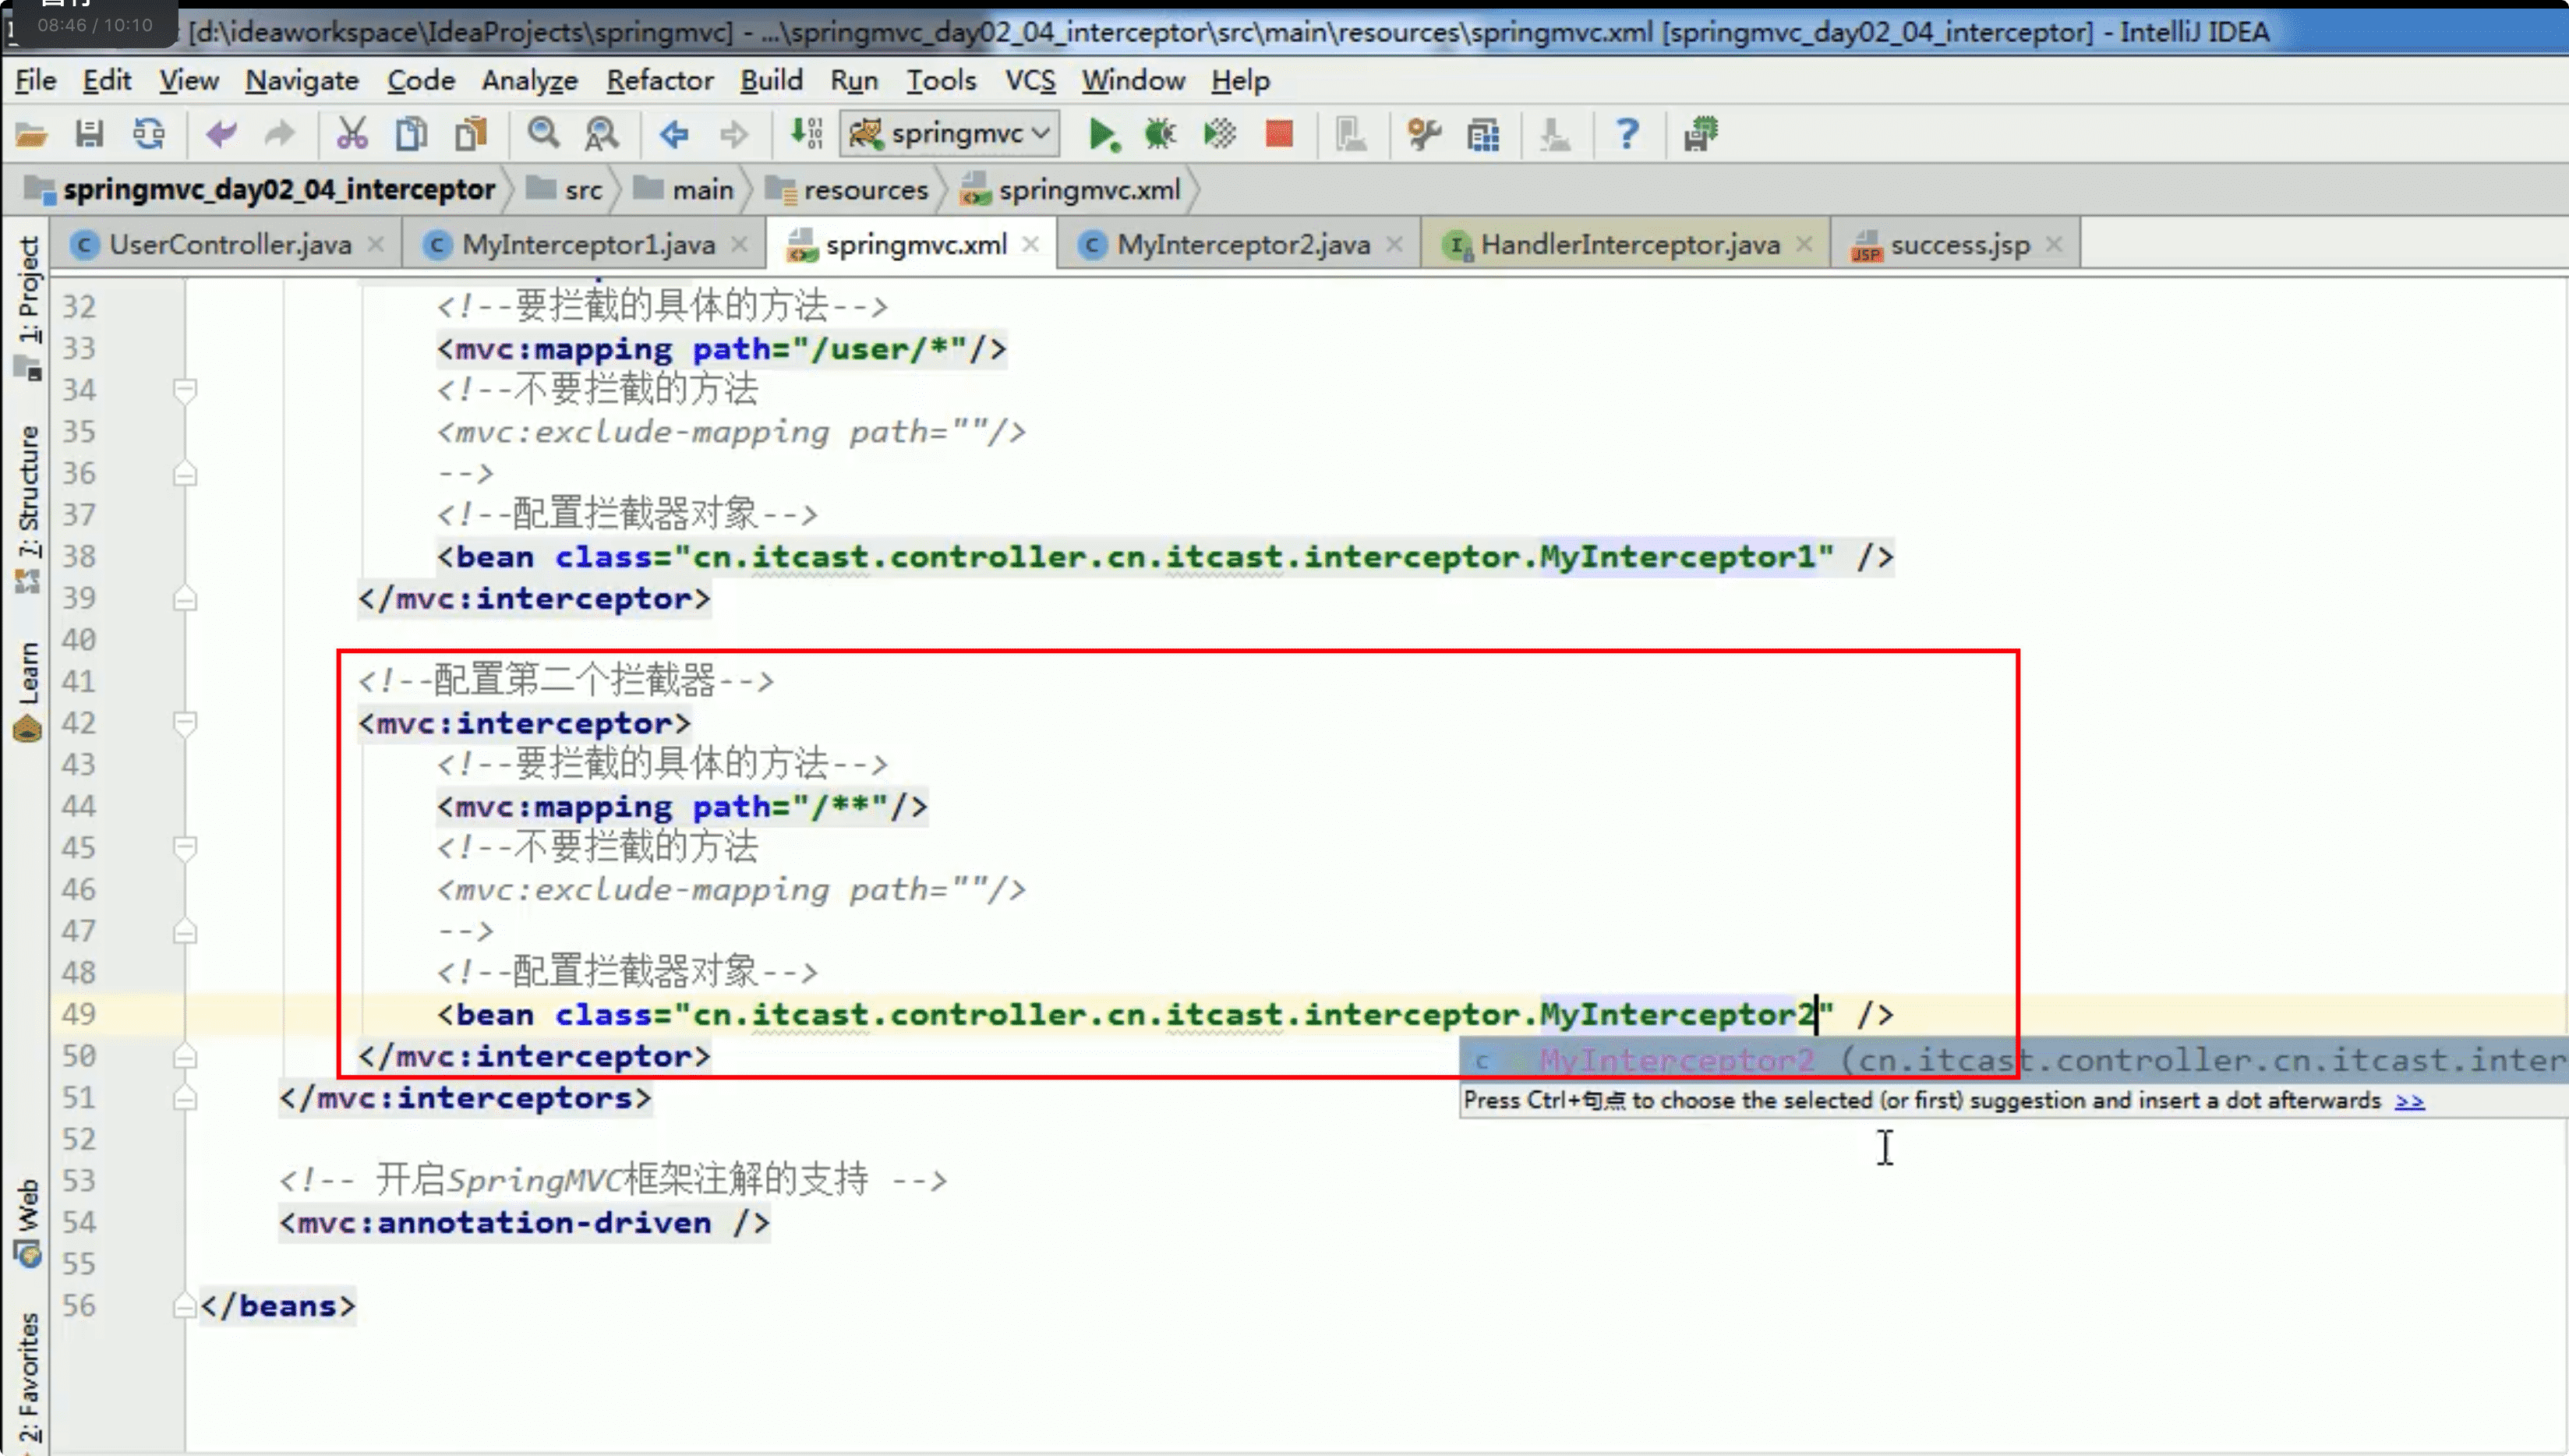 08:46 / 10:10
[d:\ideaworkspace\IdeaProjects\springmvc] - ...\springmvc_day02_04_interceptor\src\main\resources\springmvc.xml [springmvc_day02_04_interceptor] - IntelliJ IDEA
File Edit View Navigate Code Analyze Refactor Build Run Tools VCS Window Help
springmvc
springmvc_day02_04_interceptor src main resources springmvc.xml
UserController.java MyInterceptor1.java springmvc.xml MyInterceptor2.java HandlerInterceptor.java success.jsp
1: Project
7: Structure
Learn
Web
2: Favorites
32 <!--要拦截的具体的方法-->
33 <mvc:mapping path="/user/*"/>
34 <!--不要拦截的方法
35 <mvc:exclude-mapping path=""/>
36 -->
37 <!--配置拦截器对象-->
38 <bean class="cn.itcast.controller.cn.itcast.interceptor.MyInterceptor1" />
39 </mvc:interceptor>
40
41 <!--配置第二个拦截器-->
42 <mvc:interceptor>
43 <!--要拦截的具体的方法-->
44 <mvc:mapping path="/**"/>
45 <!--不要拦截的方法
46 <mvc:exclude-mapping path=""/>
47 -->
48 <!--配置拦截器对象-->
49 <bean class="cn.itcast.controller.cn.itcast.interceptor.MyInterceptor2" />
50 </mvc:interceptor>
MyInterceptor2 (cn.itcast.controller.cn.itcast.inter
51 </mvc:interceptors>
Press Ctrl+句点 to choose the selected (or first) suggestion and insert a dot afterwards >>
52
53 <!-- 开启SpringMVC框架注解的支持 -->
54 <mvc:annotation-driven />
55
56 </beans>